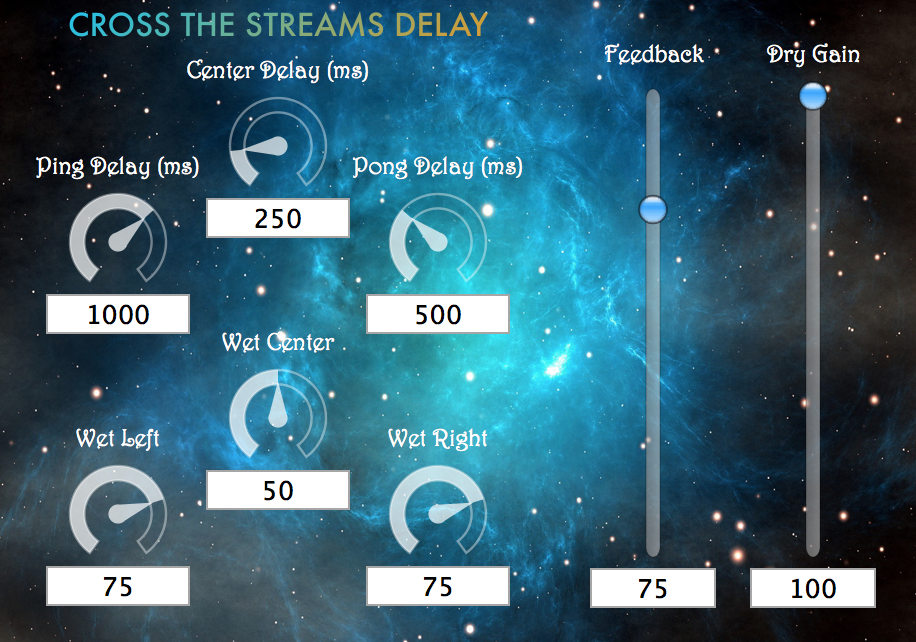 CROSS THE STREAMS DELAY
Center Delay (ms)
250
Ping Delay (ms)
1000
Pong Delay (ms)
500
Wet Center
50
Wet Left
75
Wet Right
75
Feedback
75
Dry Gain
100